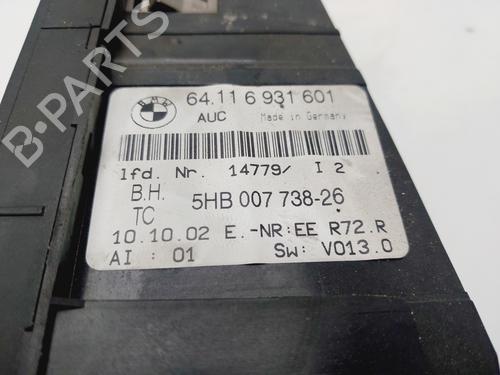 BMW
64.11 6 931 601
AUC Made in Germany
lfd. Nr. 14779/ I 2
B.H. 5HB 007 738-26
TC
10.10.02 E.-NR:EE R72.R
AI : 01 Sw: V013.0